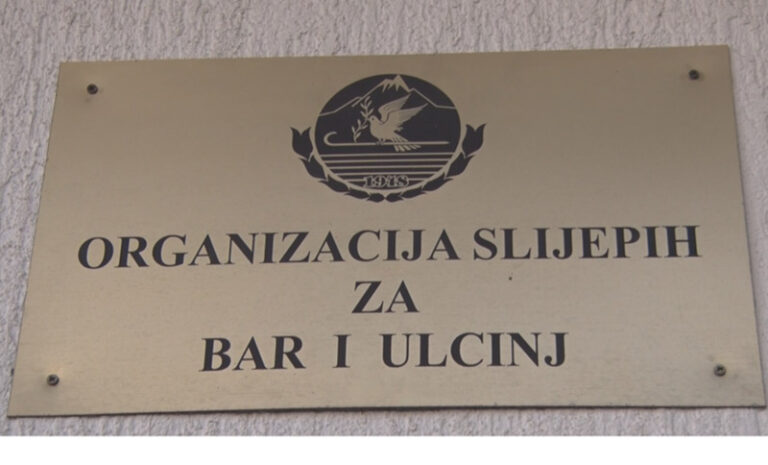 ORGANIZACIJA SLIJEPIH
ZA
BAR I ULCINJ